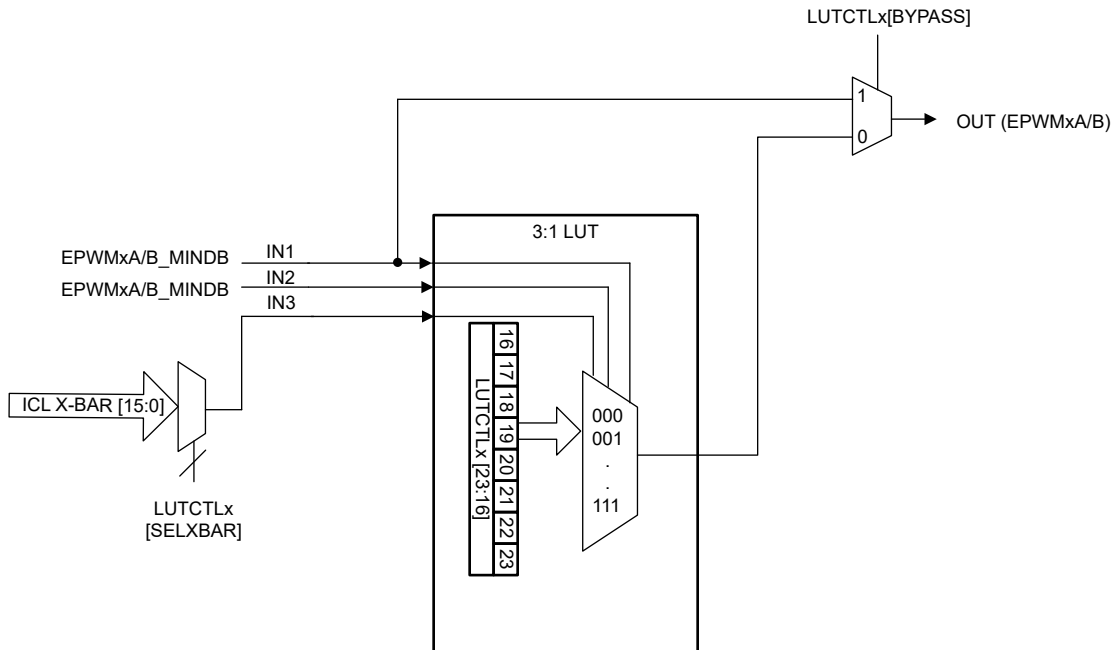 LUTCTLx[BYPASS]
1
OUT (EPWMxA/B)
0
3:1 LUT
EPWMxA/B_MINDB
IN1
EPWMxA/B_MINDB
IN2
IN3
ICL X-BAR [15:0]
LUTCTLx
[SELXBAR]
LUTCTLx [23:16]
16
17
18
19
20
21
22
23
000
001
.
.
111